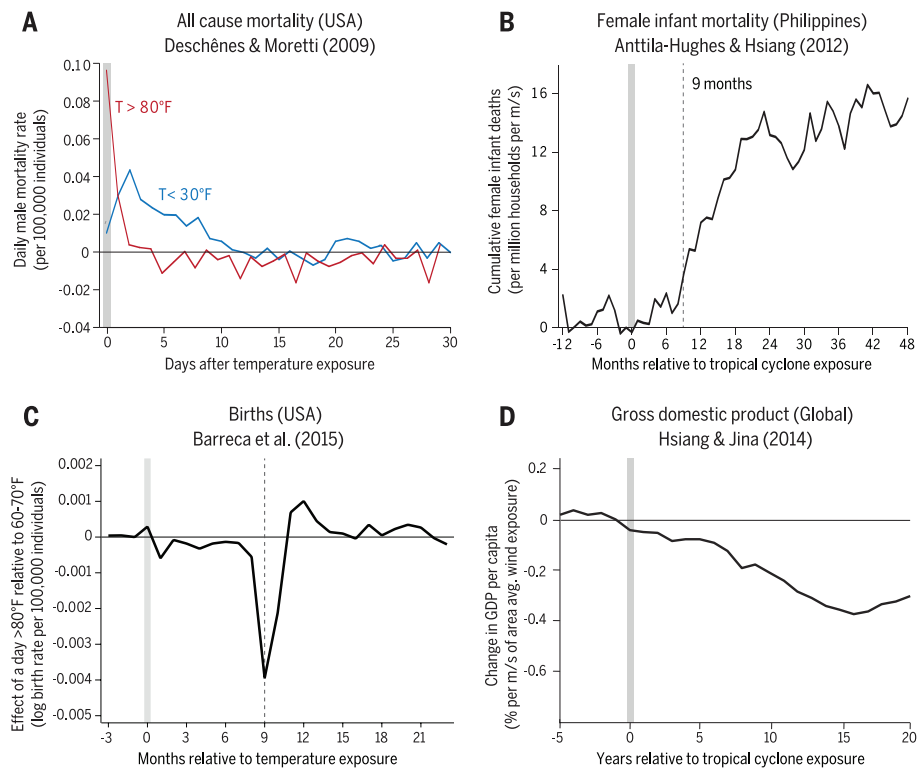 A
All cause mortality (USA)
Deschênes & Moretti (2009)
Daily male mortality rate
(per 100,000 individuals)
0.10
0.08
0.06
0.04
0.02
0
-0.02
-0.04
T > 80°F
T < 30°F
0
5
10
15
20
25
30
Days after temperature exposure
B
Female infant mortality (Philippines)
Anttila-Hughes & Hsiang (2012)
Cumulative female infant deaths
(per million households per m/s)
16
12
8
4
0
9 months
-12
-6
0
6
12
18
24
30
36
42
48
Months relative to tropical cyclone exposure
C
Births (USA)
Barreca et al. (2015)
Effect of a day >80°F relative to 60-70°F
(log birth rate per 100,000 individuals)
0.002
0.001
0
-0.001
-0.002
-0.003
-0.004
-0.005
-3
0
3
6
9
12
15
18
21
Months relative to temperature exposure
D
Gross domestic product (Global)
Hsiang & Jina (2014)
Change in GDP per capita
(% per m/s of area avg. wind exposure)
0.2
0
-0.2
-0.4
-0.6
-5
0
5
10
15
20
Years relative to tropical cyclone exposure